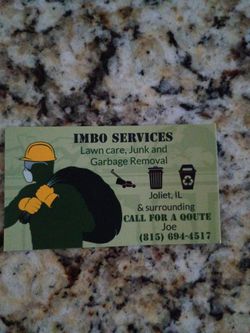 IMBO SERVICES
Lawn care, Junk and
Garbage Removal
Joliet, IL
& surrounding
CALL FOR A QOUTE
Joe
(815) 694-4517